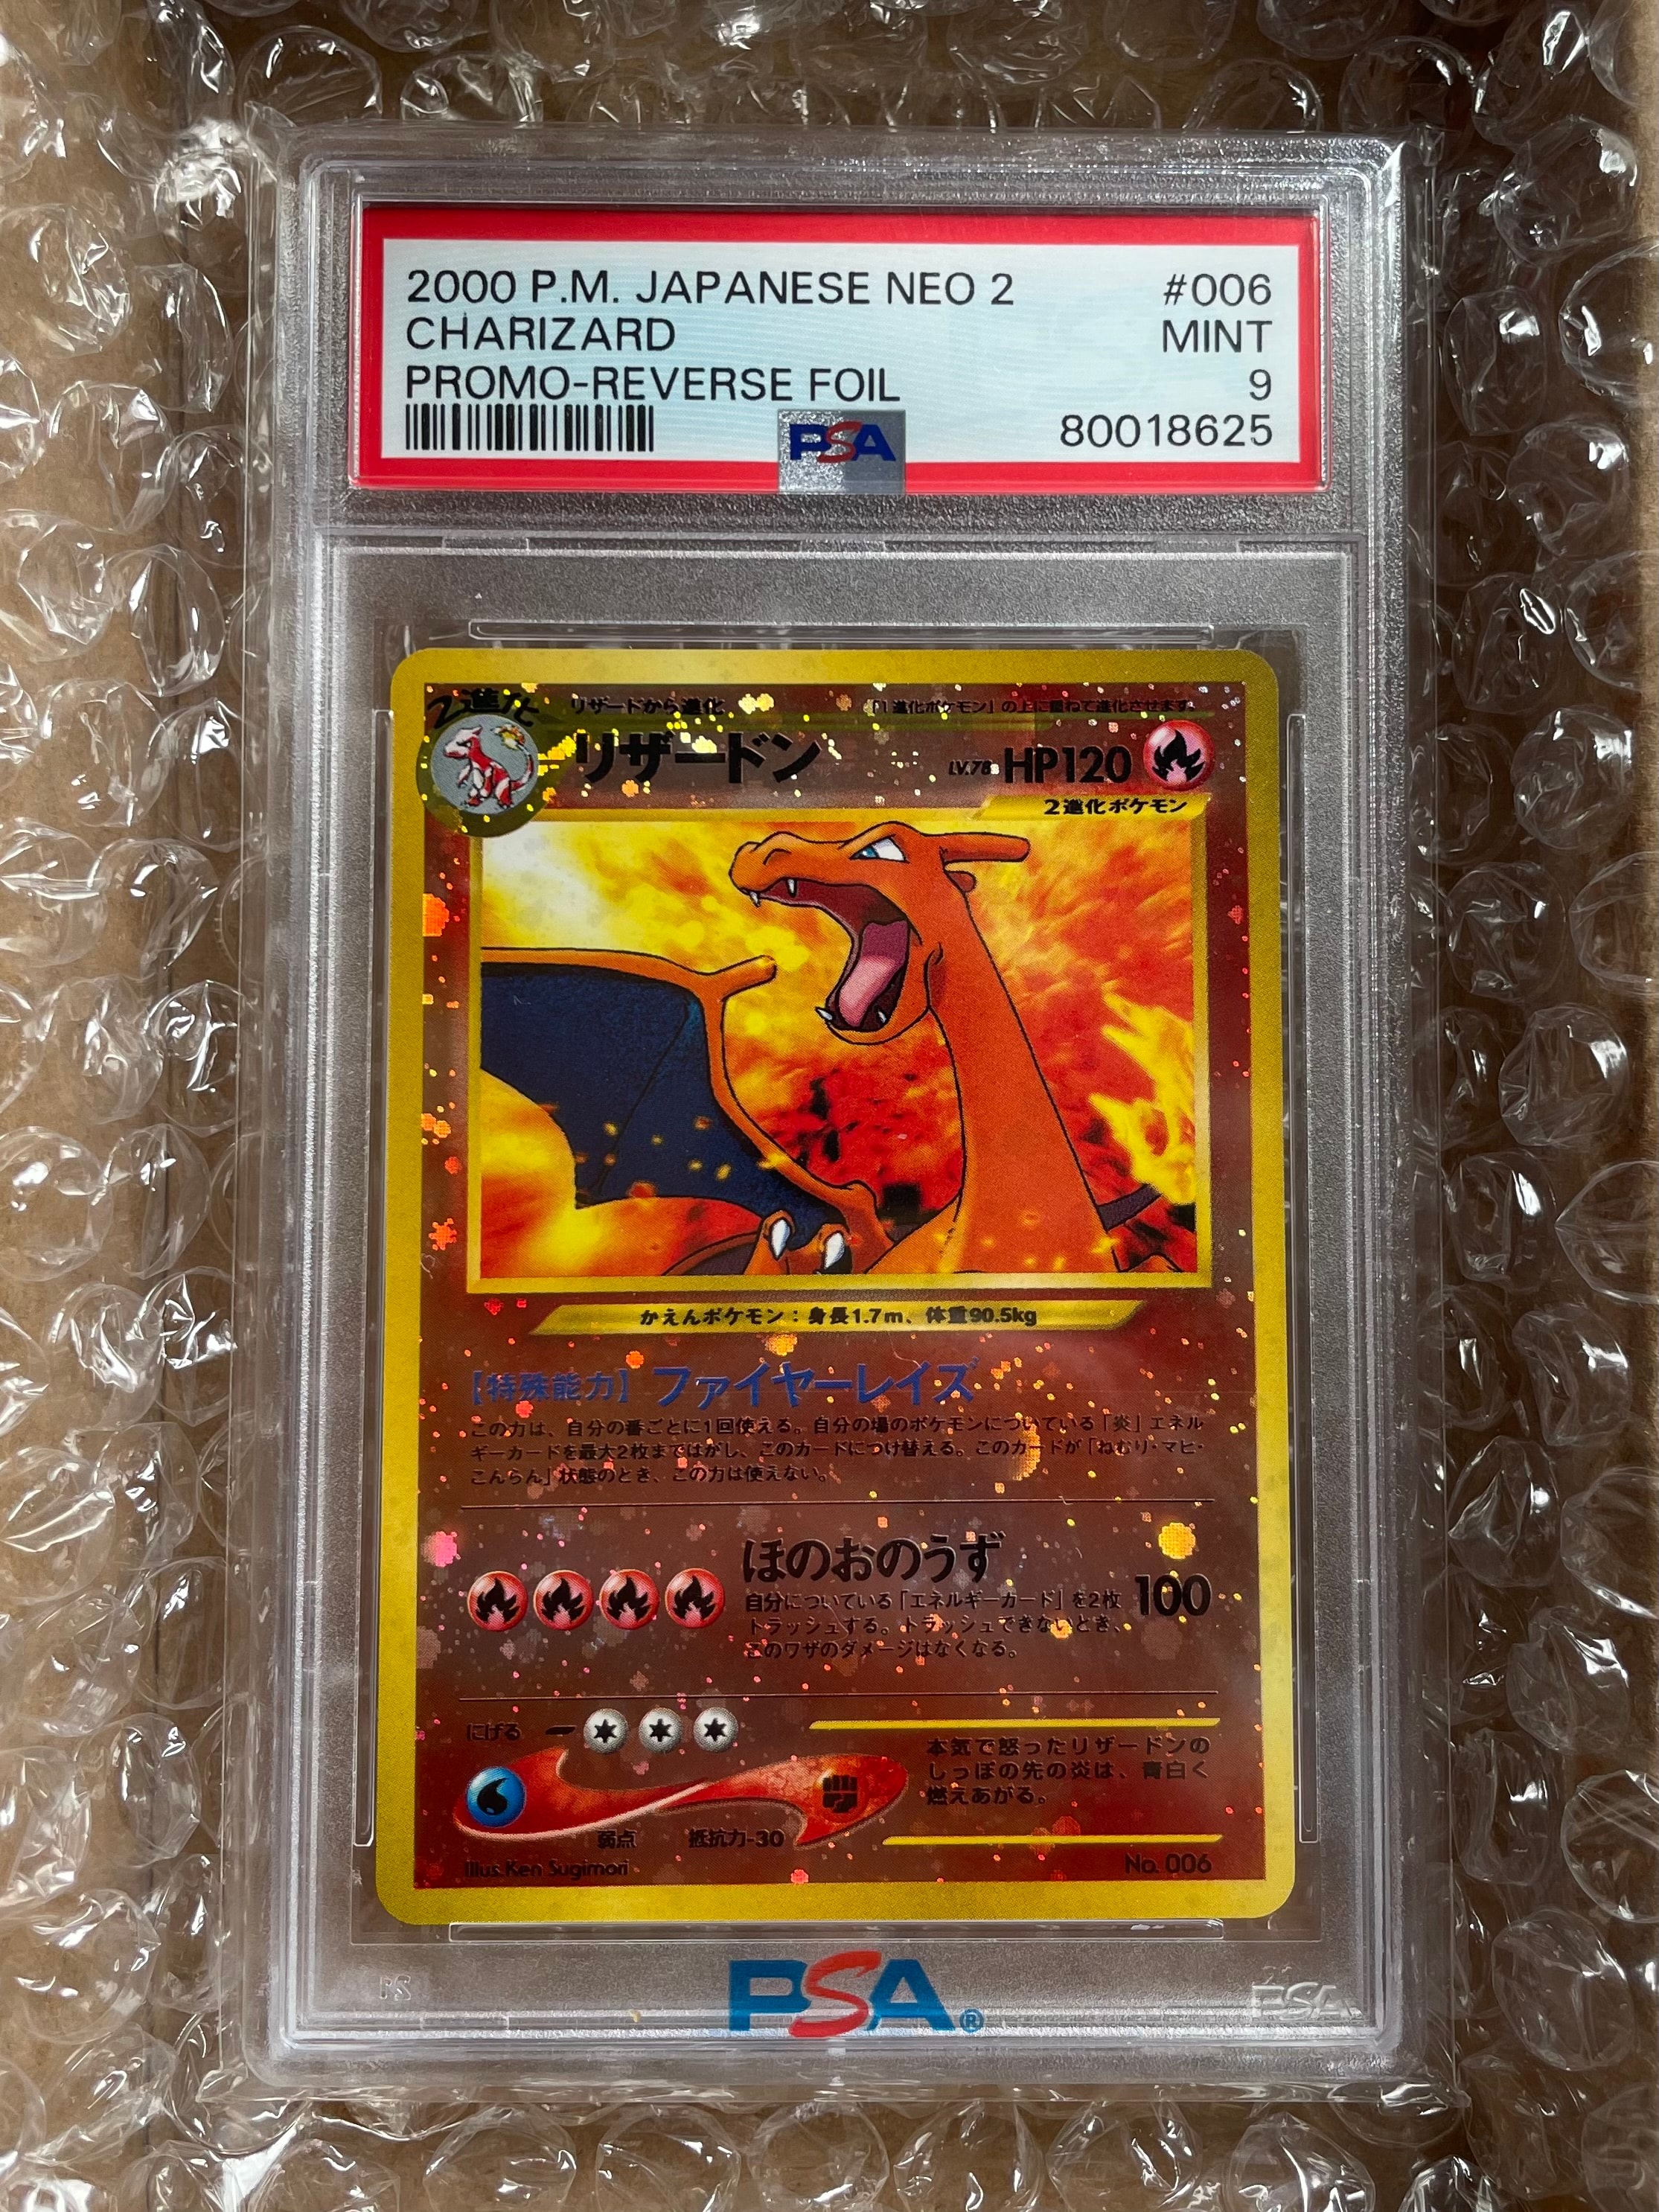 2000 P.M. JAPANESE NEO 2 #006
CHARIZARD MINT
PROMO-REVERSE FOIL 9
PSA 80018625
2進化 リザードから進化 「1進化ポケモン」の上に重ねて進化させます。
リザードン LV.78 HP120
2進化ポケモン
かえんポケモン：身長1.7m、体重90.5kg
【特殊能力】ファイヤーレイズ
この力は、自分の番ごとに1回使える。自分の場のポケモンについている「炎」エネル
ギーカードを最大2枚まではがし、このカードにつけ替える。このカードが「ねむり・マヒ・
こんらん」状態のとき、この力は使えない。
ほのおのうず
自分についている「エネルギーカード」を2枚 100
トラッシュする。トラッシュできないとき、
このワザのダメージはなくなる。
にげる
本気で怒ったリザードンの
しっぽの先の炎は、青白く
燃えあがる。
弱点 抵抗力-30
Illus. Ken Sugimori No. 006
PSA®
PSA